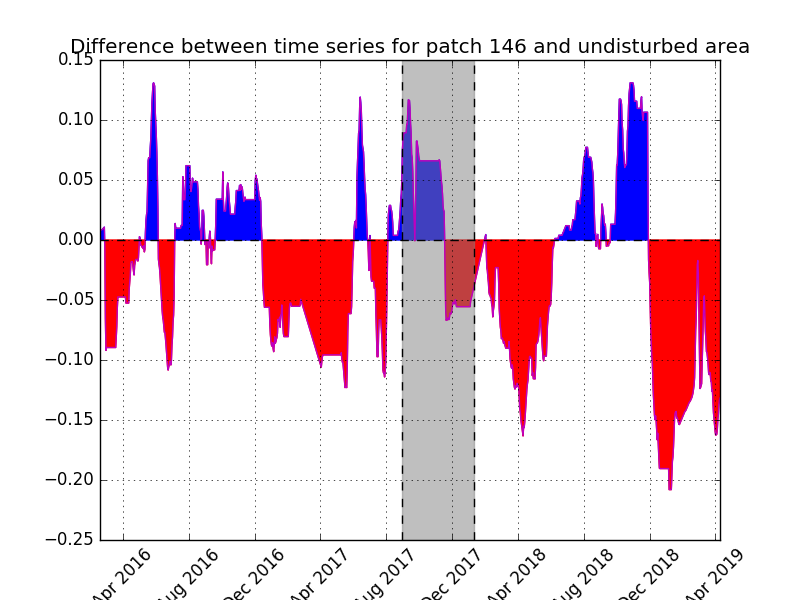 Difference between time series for patch 146 and undisturbed area
0.15
0.10
0.05
0.00
−0.05
−0.10
−0.15
−0.20
−0.25
Apr 2016
Aug 2016
Dec 2016
Apr 2017
Aug 2017
Dec 2017
Apr 2018
Aug 2018
Dec 2018
Apr 2019